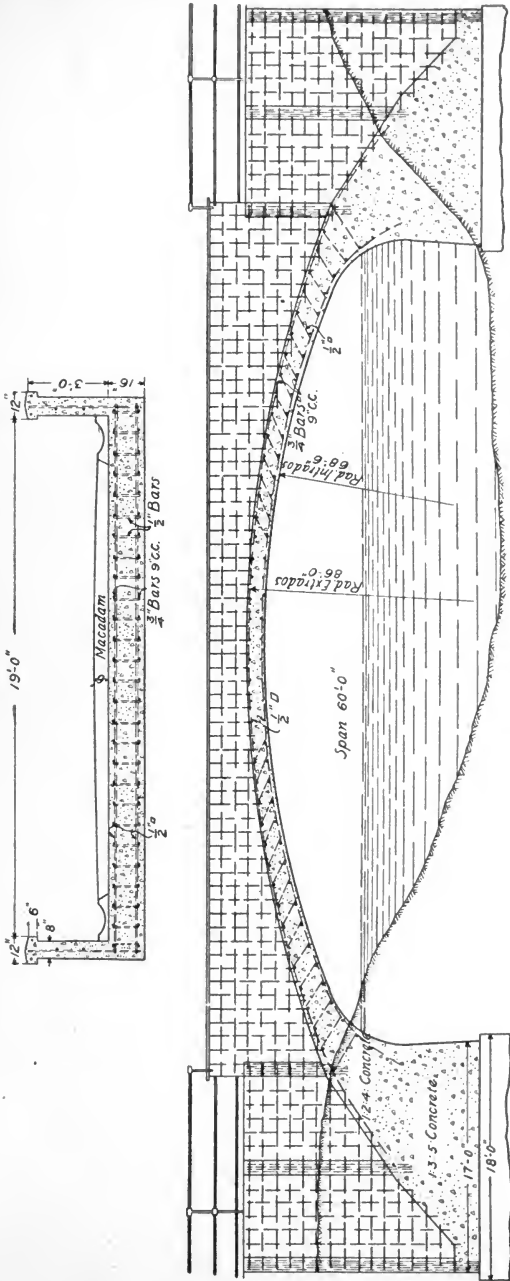 19'-0"
12"
6"
8"
Macadam
12"
3'-0"
16"
1/2"□
3/4" Bars 9"C.C.
1/2" Bars
1/2"□
3/4" Bars
9"C.C.
1/2"□
Rad. Extrados
86'-0"
Rad. Intrados
68'-6"
Span 60'-0"
1-2-4 Concrete
1-3-5 Concrete
17'-0"
18'-0"